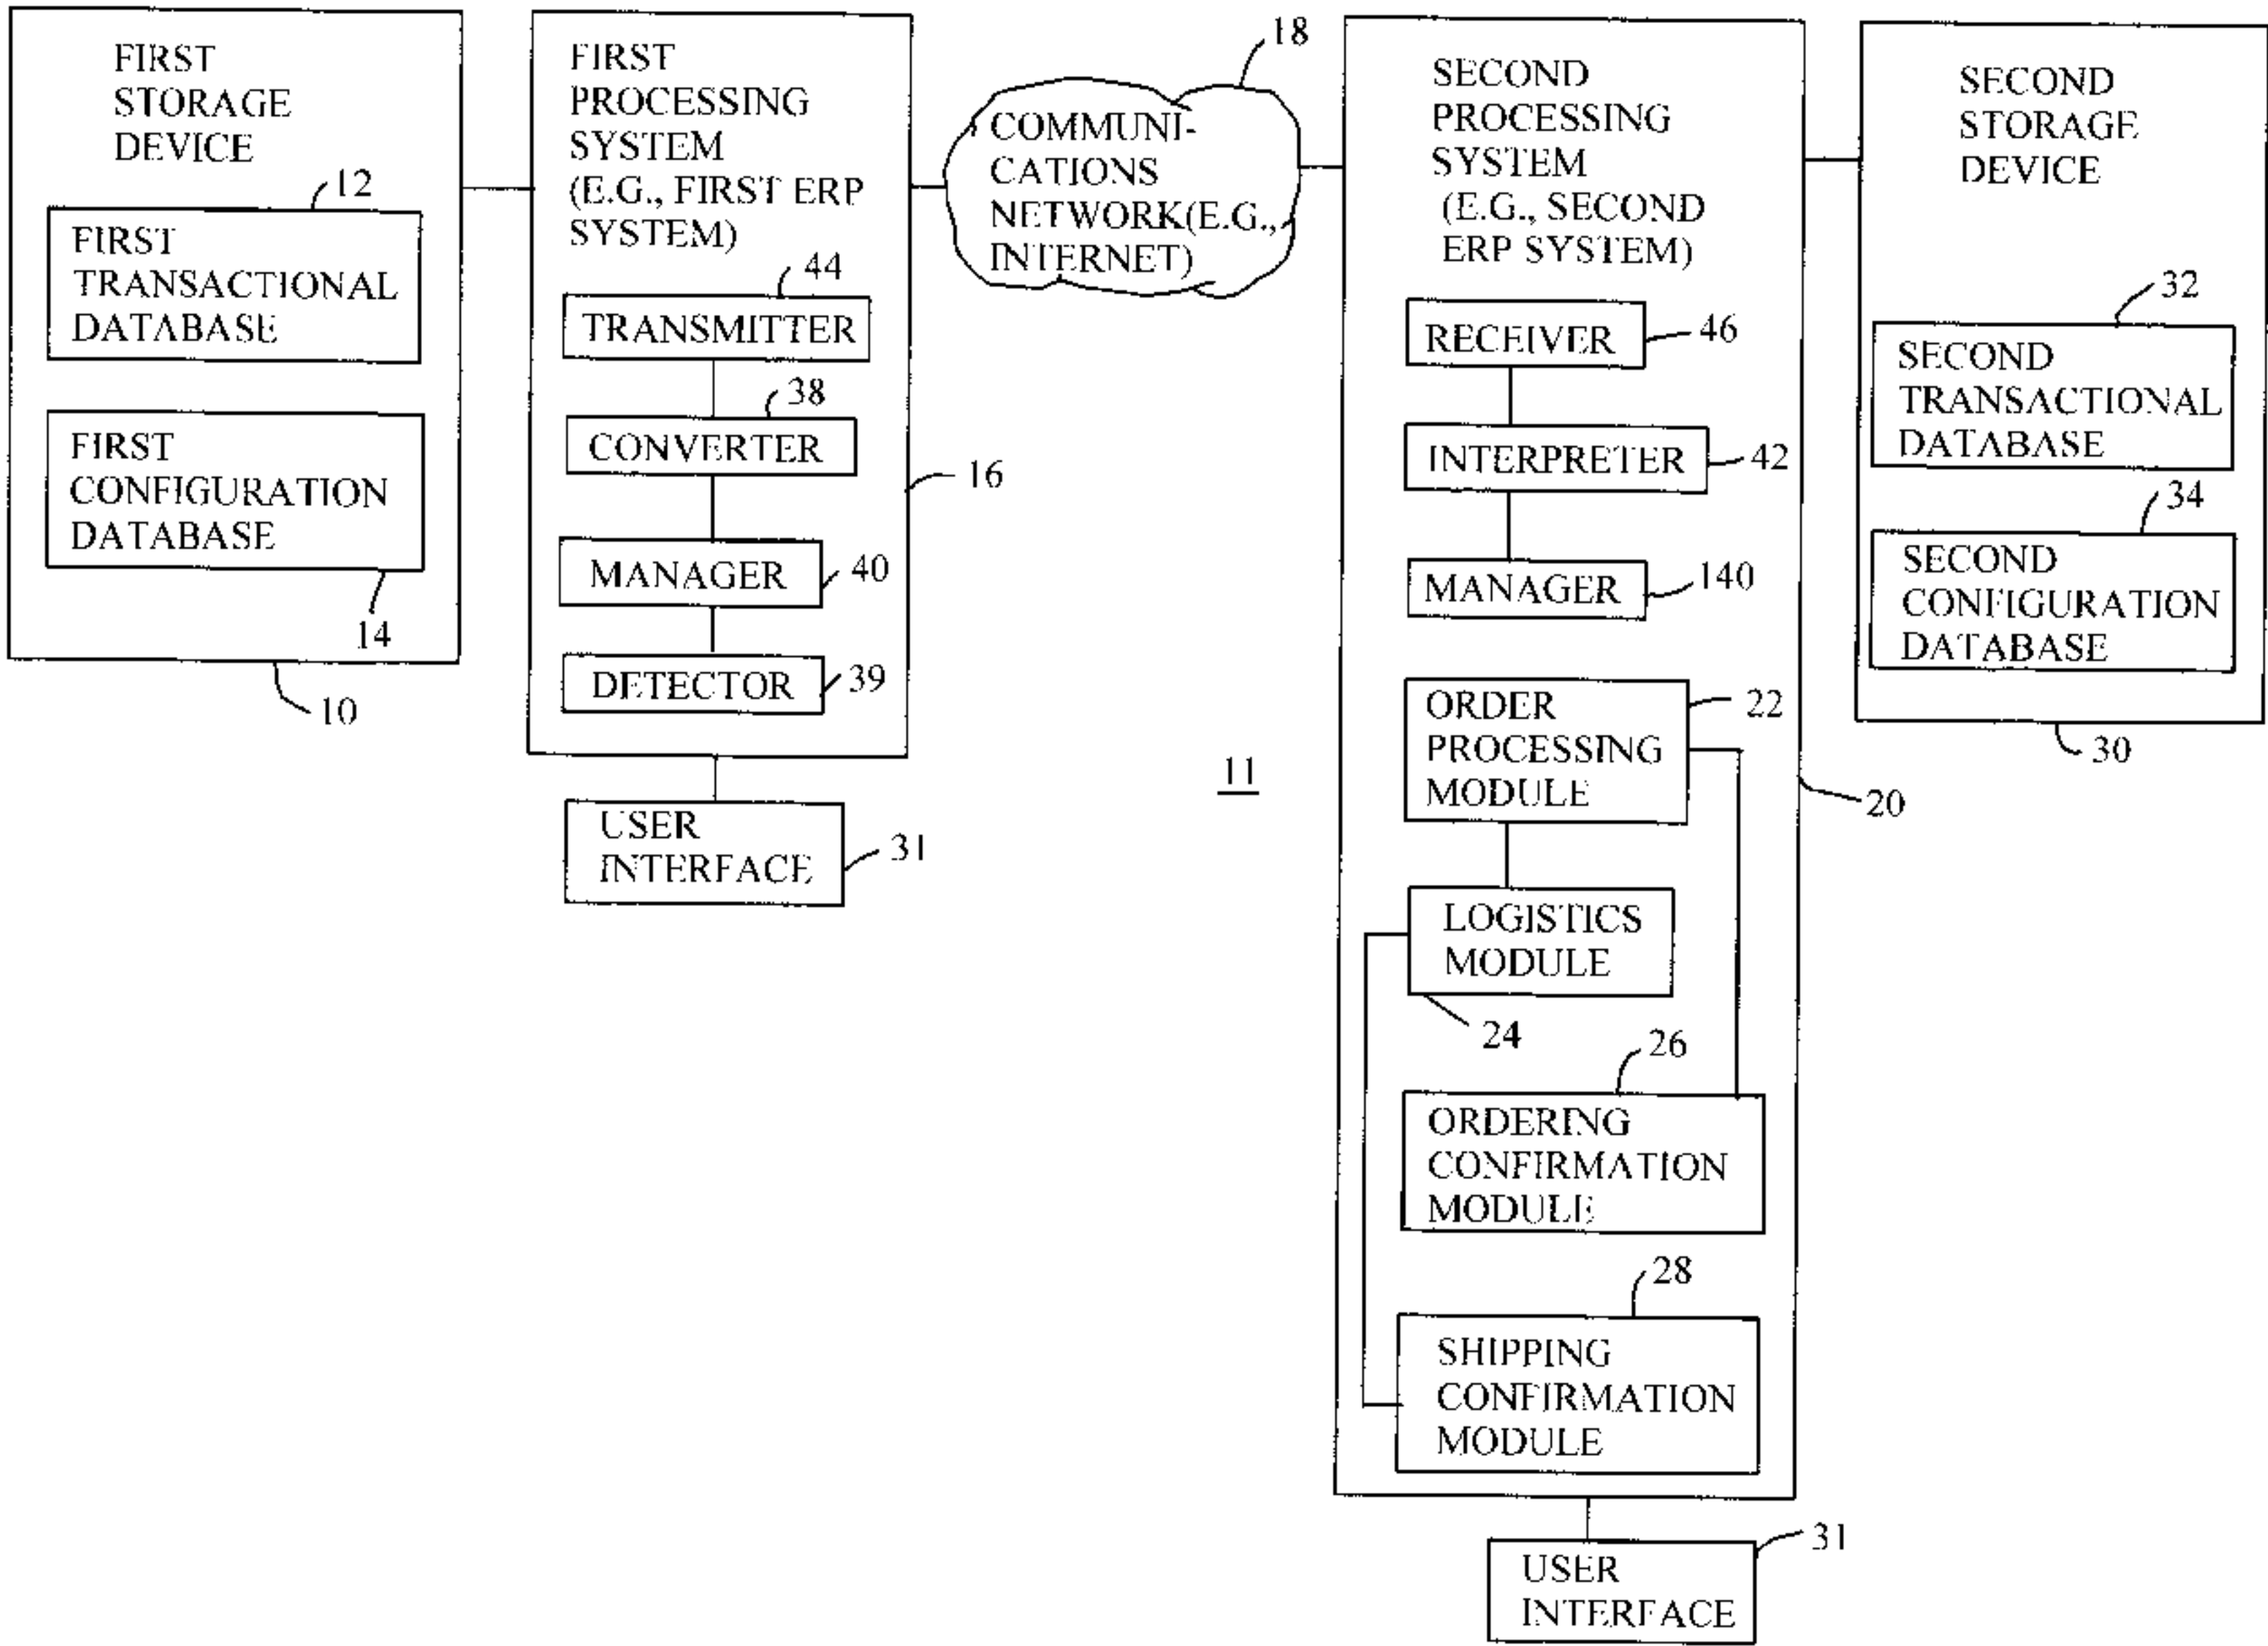 FIRST
STORAGE
DEVICE
12
FIRST
TRANSACTIONAL
DATABASE
FIRST
CONFIGURATION
DATABASE
14
10
FIRST
PROCESSING
SYSTEM
(E.G., FIRST ERP
SYSTEM)
44
TRANSMITTER
38
CONVERTER
16
MANAGER
40
DETECTOR
39
USER
INTERFACE
31
18
COMMUNI-
CATIONS
NETWORK(E.G.,
INTERNET)
11
SECOND
PROCESSING
SYSTEM
(E.G., SECOND
ERP SYSTEM)
RECEIVER
46
INTERPRETER
42
MANAGER
140
ORDER
PROCESSING
MODULE
22
20
LOGISTICS
MODULE
24
26
ORDERING
CONFIRMATION
MODULE
28
SHIPPING
CONFIRMATION
MODULE
USER
INTERFACE
31
SECOND
STORAGE
DEVICE
32
SECOND
TRANSACTIONAL
DATABASE
34
SECOND
CONFIGURATION
DATABASE
30